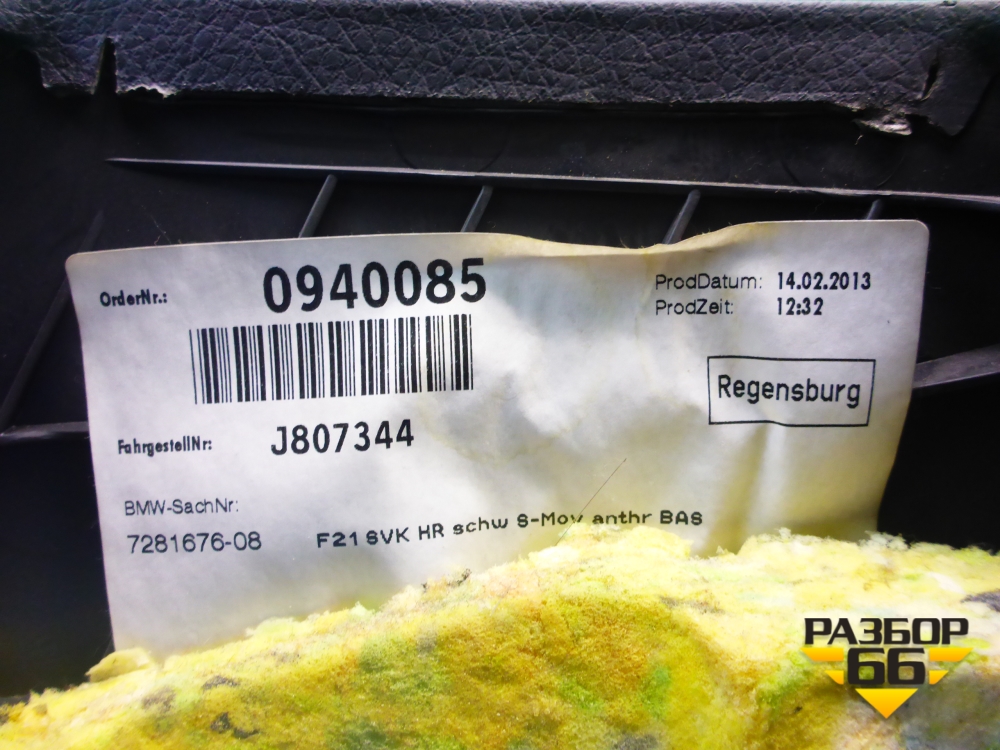 OrderNr.: 0940085
ProdDatum: 14.02.2013
ProdZeit: 12:32
Regensburg
FahrgestellNr: J807344
BMW-SachNr:
7281676-08 F21 SVK HR schw S-Mov anthr BAS
РАЗБОР
66